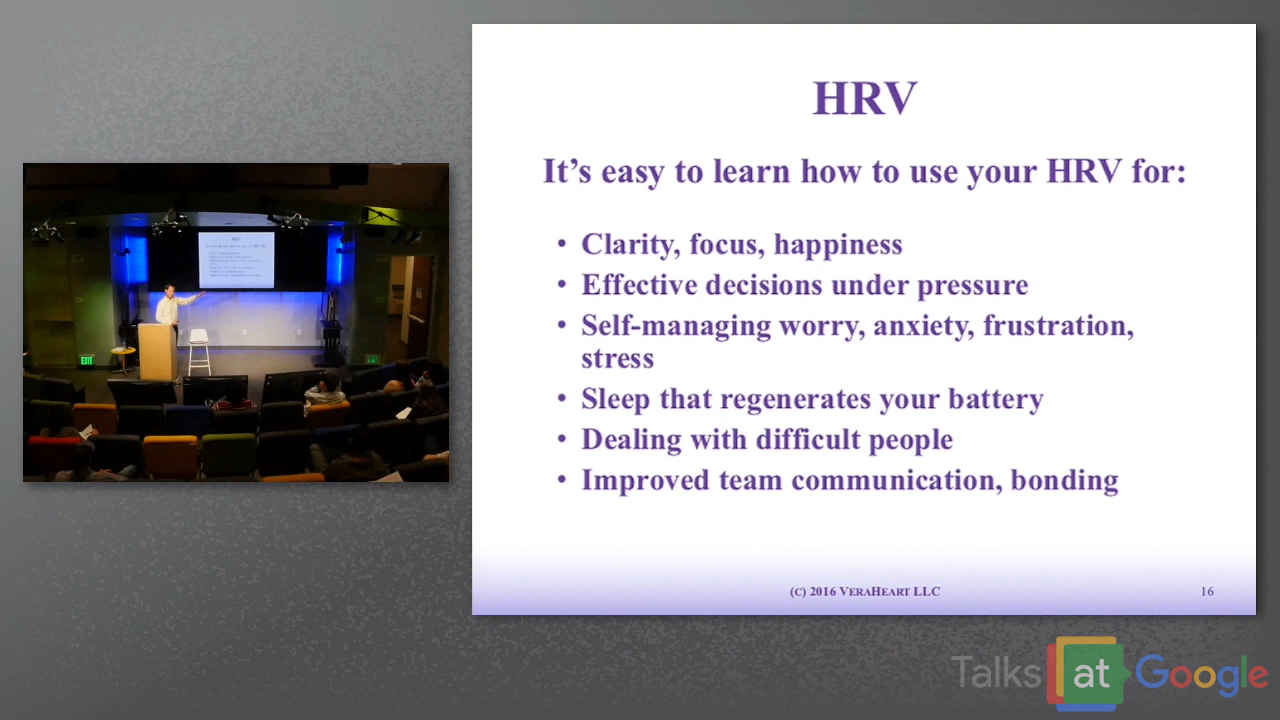 HRV
It’s easy to learn how to use your HRV for:
• Clarity, focus, happiness
• Effective decisions under pressure
• Self-managing worry, anxiety, frustration,
stress
• Sleep that regenerates your battery
• Dealing with difficult people
• Improved team communication, bonding
(C) 2016 VERAHEART LLC
16
EXIT
Talks at Google